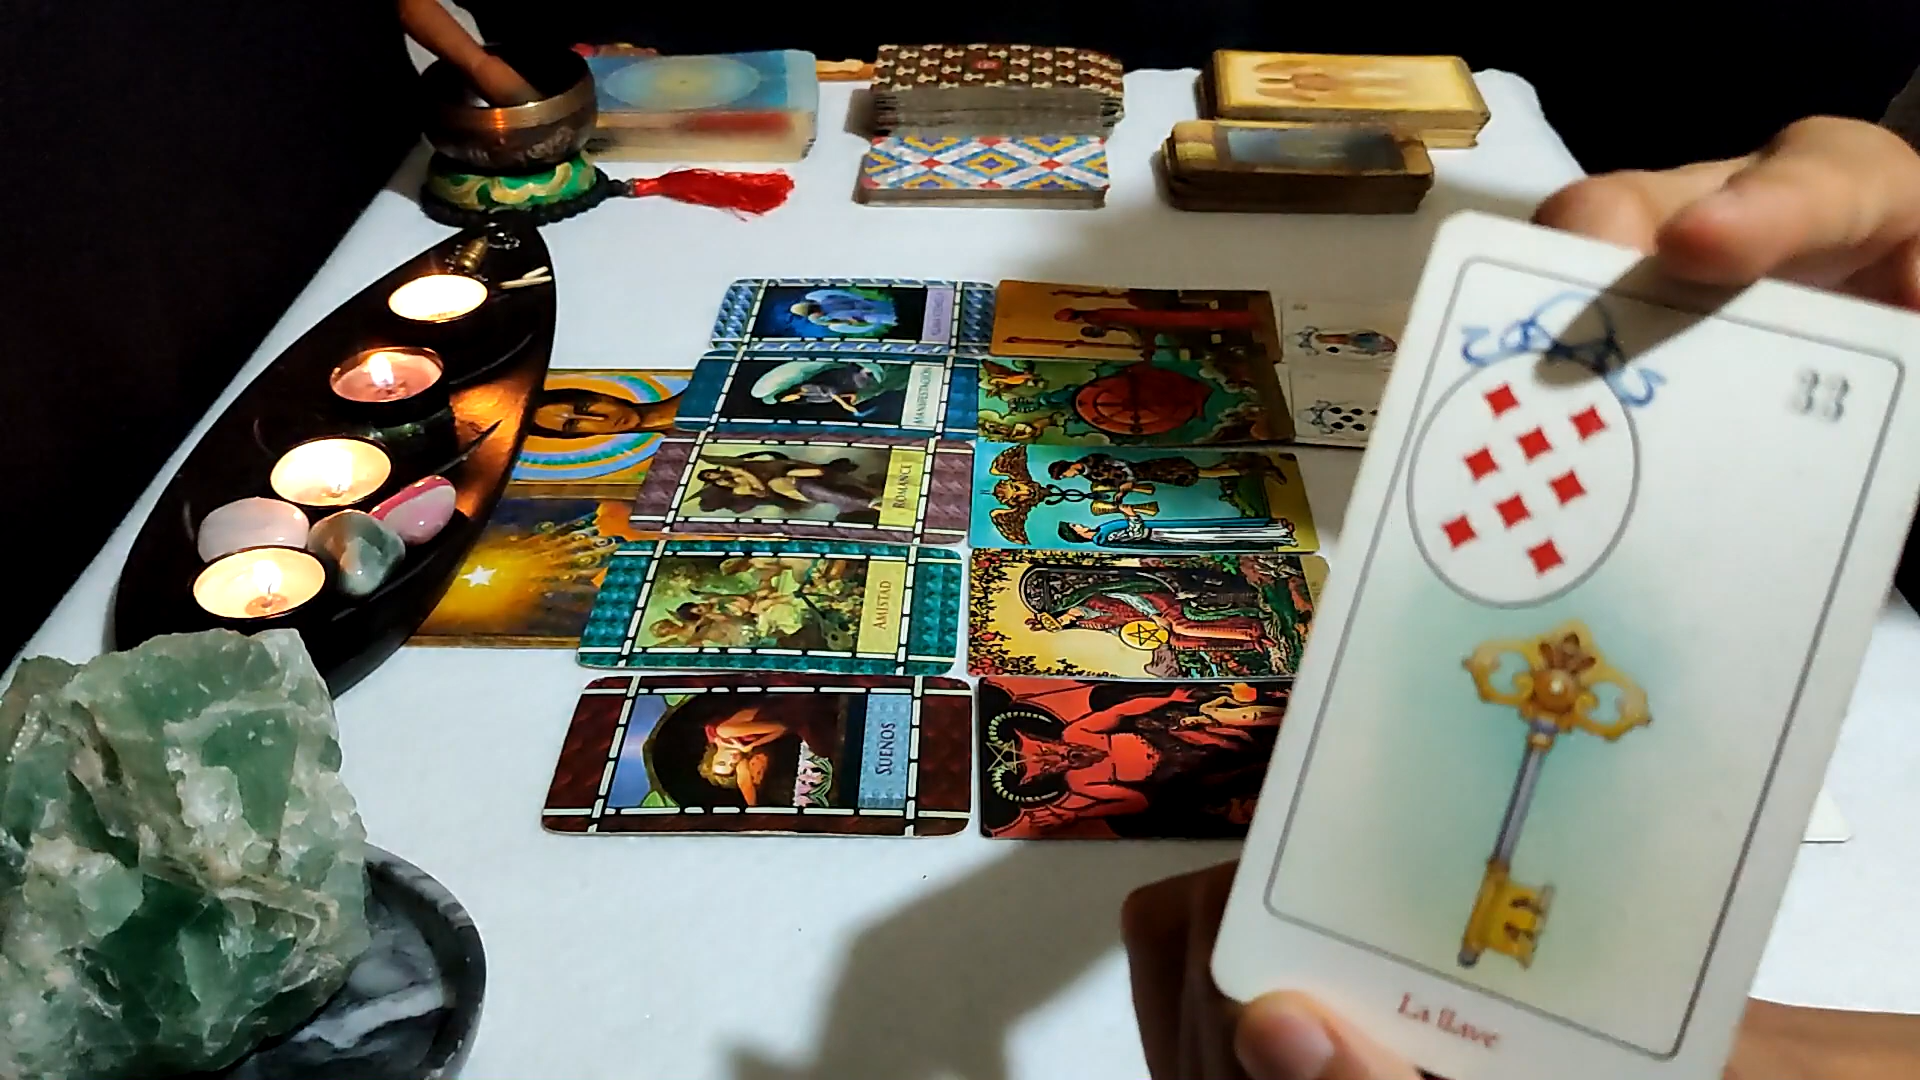 33
MANIFESTACIÓN
ROMANCE
AMISTAD
SUEÑOS
La llave